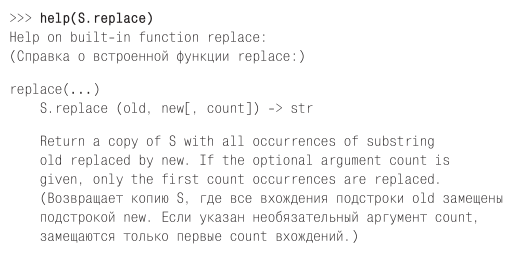 >>> help(S.replace)
Help on built-in function replace:
(Справка о встроенной функции replace:)
replace(...)
S.replace (old, new[, count]) -> str
Return a copy of S with all occurrences of substring
old replaced by new. If the optional argument count is
given, only the first count occurrences are replaced.
(Возвращает копию S, где все вхождения подстроки old замещены
подстрокой new. Если указан необязательный аргумент count,
замещаются только первые count вхождений.)